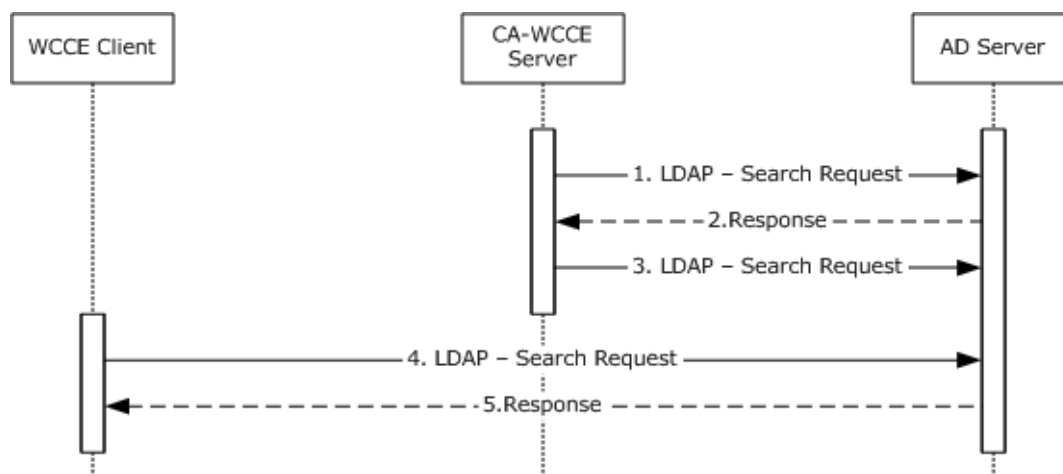 WCCE Client
CA-WCCE
Server
AD Server
1. LDAP – Search Request
2.Response
3. LDAP – Search Request
4. LDAP – Search Request
5.Response